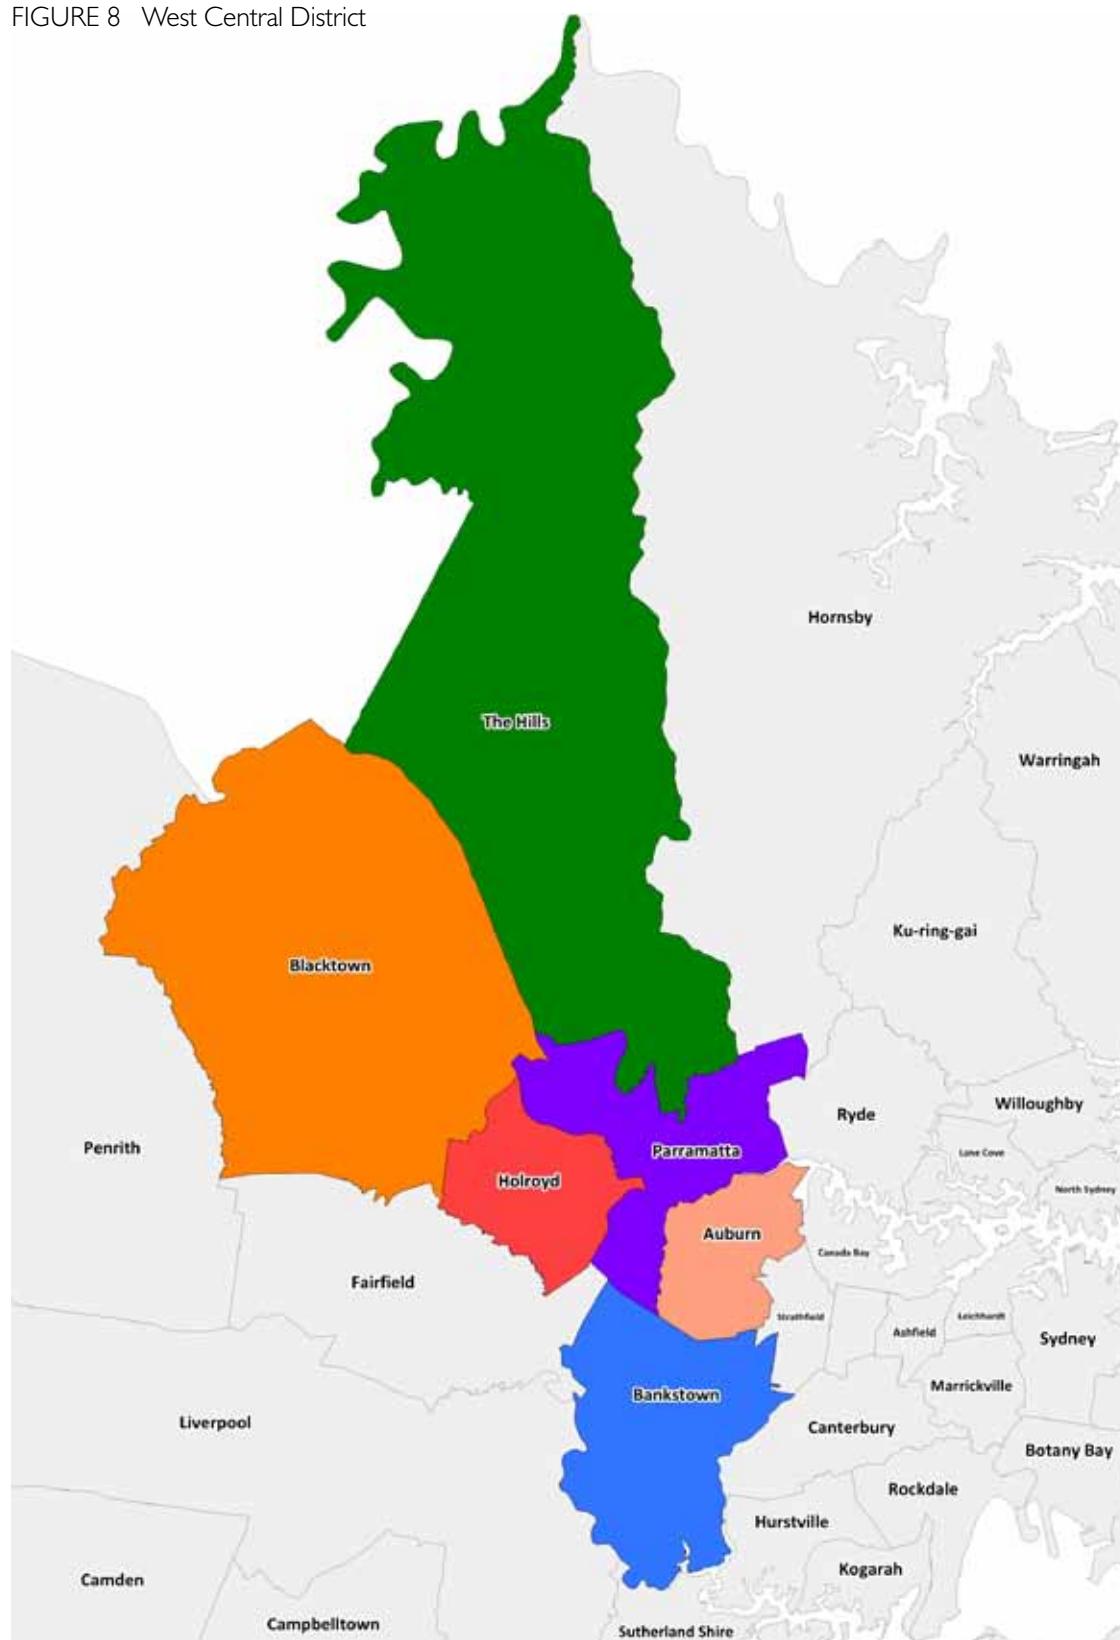 FIGURE 8 West Central District
Hornsby
The Hills
Warringah
Ku-ring-gai
Blacktown
Willoughby
Ryde
Penrith
Parramatta
Lane Cove
Holroyd
North Sydney
Auburn
Canada Bay
Fairfield
Strathfield
Leichhardt
Ashfield
Sydney
Marrickville
Bankstown
Liverpool
Canterbury
Botany Bay
Rockdale
Hurstville
Kogarah
Camden
Campbelltown
Sutherland Shire